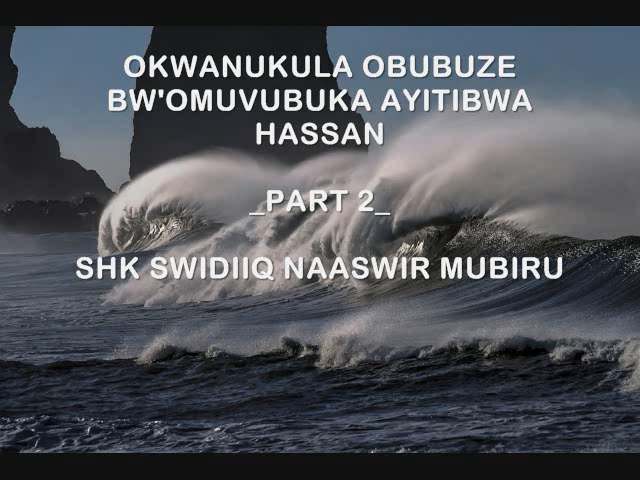 OKWANUKULA OBUBUZE
BW'OMUVUBUKA AYITIBWA
HASSAN
_PART 2_
SHK SWIDIIQ NAASWIR MUBIRU